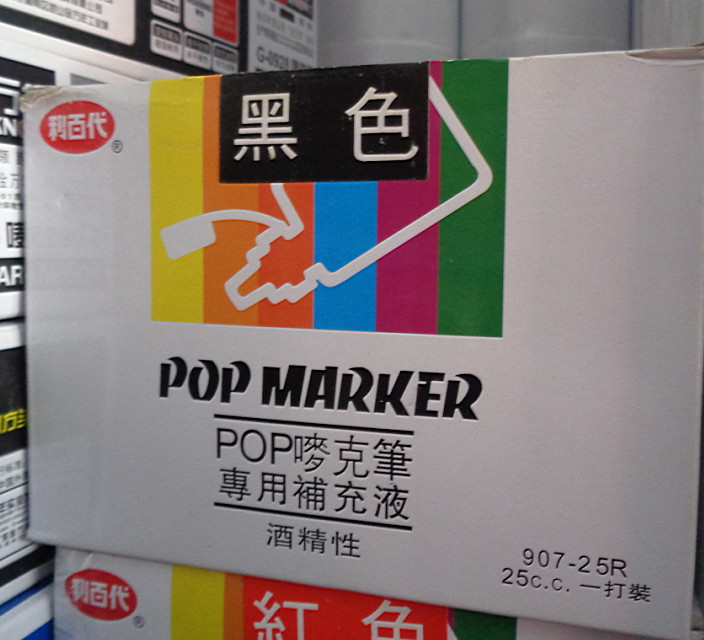 G-0928
利百代®
黑色
POP MARKER
POP嘜克筆
專用補充液
酒精性
907-25R
25c.c. 一打裝
利百代®
紅色